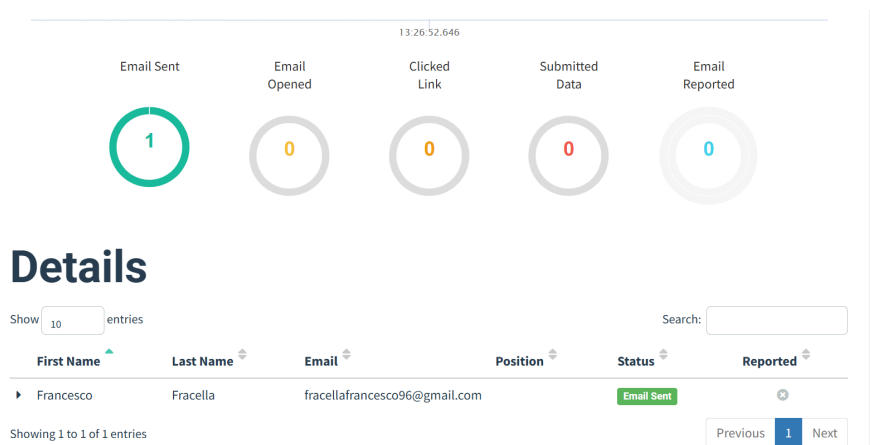 13:26:52.646
Email Sent
Email Opened
Clicked Link
Submitted Data
Email Reported
1
0
0
0
0
Details
Show 10 entries
Search:
First Name Last Name Email Position Status Reported
Francesco Fracella fracellafrancesco96@gmail.com Email Sent
Showing 1 to 1 of 1 entries
Previous 1 Next